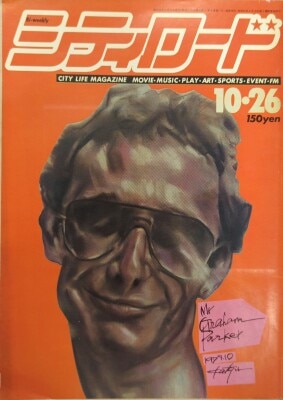 Bi-weekly
シティロード
CITY LIFE MAGAZINE MOVIE·MUSIC·PLAY·ART·SPORTS·EVENT·FM
10·26
150yen
Mr
Graham
Parker